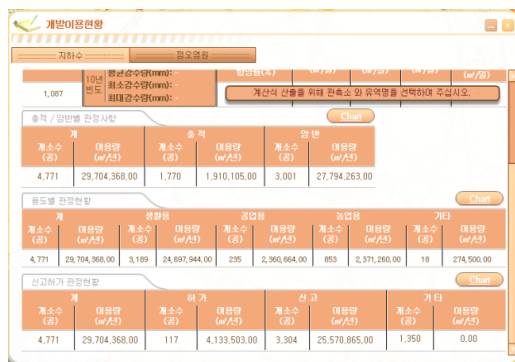 개발이용현황
지하수 점오염원
1,087 10년 빈도 평균강수량(mm): -
최소강수량(mm): -
최대강수량(mm): -
(%) (㎥/일)
계산식 산출을 위해 관측소 와 유역명을 선택하여 주십시오.
충적 / 암반별 관정사항 Chart
계 충 적 암 반
개소수 (공) 이용량 (㎥/년) 개소수 (공) 이용량 (㎥/년) 개소수 (공) 이용량 (㎥/년)
4,771 29,704,368.00 1,770 1,910,105.00 3,001 27,794,263.00
용도별 관정현황 Chart
계 생활용 공업용 농업용 기타
개소수 (공) 이용량 (㎥/년) 개소수 (공) 이용량 (㎥/년) 개소수 (공) 이용량 (㎥/년) 개소수 (공) 이용량 (㎥/년) 개소수 (공) 이용량 (㎥/년)
4,771 29,704,368.00 3,189 24,697,944.00 235 2,360,664.00 853 2,371,260.00 18 274,500.00
신고허가 관정현황 Chart
계 허 가 신 고 기 타
개소수 (공) 이용량 (㎥/년) 개소수 (공) 이용량 (㎥/년) 개소수 (공) 이용량 (㎥/년) 개소수 (공) 이용량 (㎥/년)
4,771 29,704,368.00 117 4,133,503.00 3,304 25,570,865.00 1,350 0.00